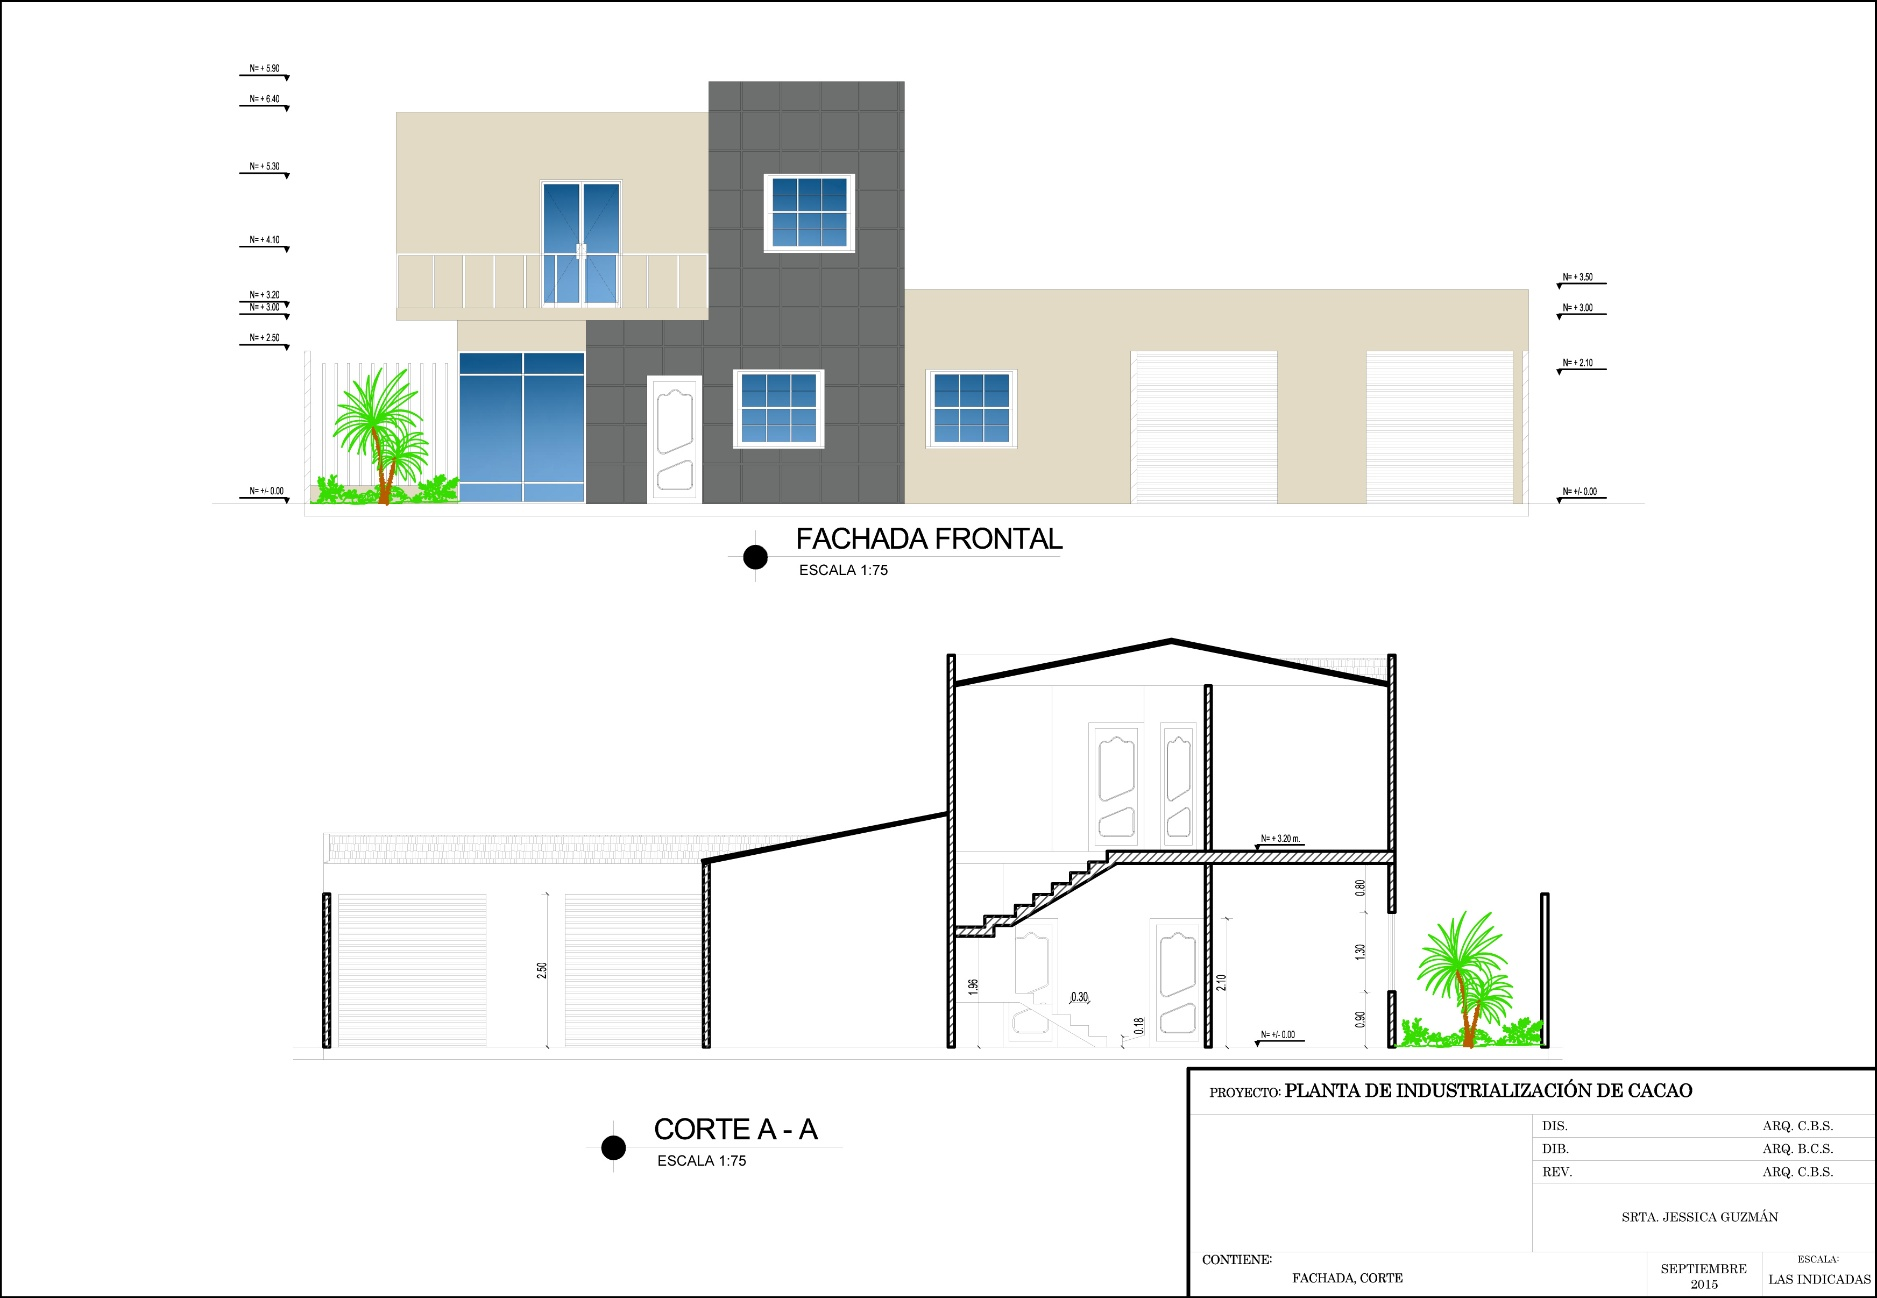 N= + 5.90
N= + 6.40
N= + 5.30
N= + 4.10
N= + 3.20
N= + 3.00
N= + 2.50
N= +/- 0.00
N= + 3.50
N= + 3.00
N= + 2.10
N= +/- 0.00
FACHADA FRONTAL
ESCALA 1:75
N= + 3.20 m.
0.80
1.30
0.90
2.50
1.96
0.30
0.18
2.10
N= +/- 0.00
CORTE A - A
ESCALA 1:75
PROYECTO: PLANTA DE INDUSTRIALIZACIÓN DE CACAO
DIS. ARQ. C.B.S.
DIB. ARQ. B.C.S.
REV. ARQ. C.B.S.
SRTA. JESSICA GUZMÁN
CONTIENE:
FACHADA, CORTE
SEPTIEMBRE
2015
ESCALA:
LAS INDICADAS